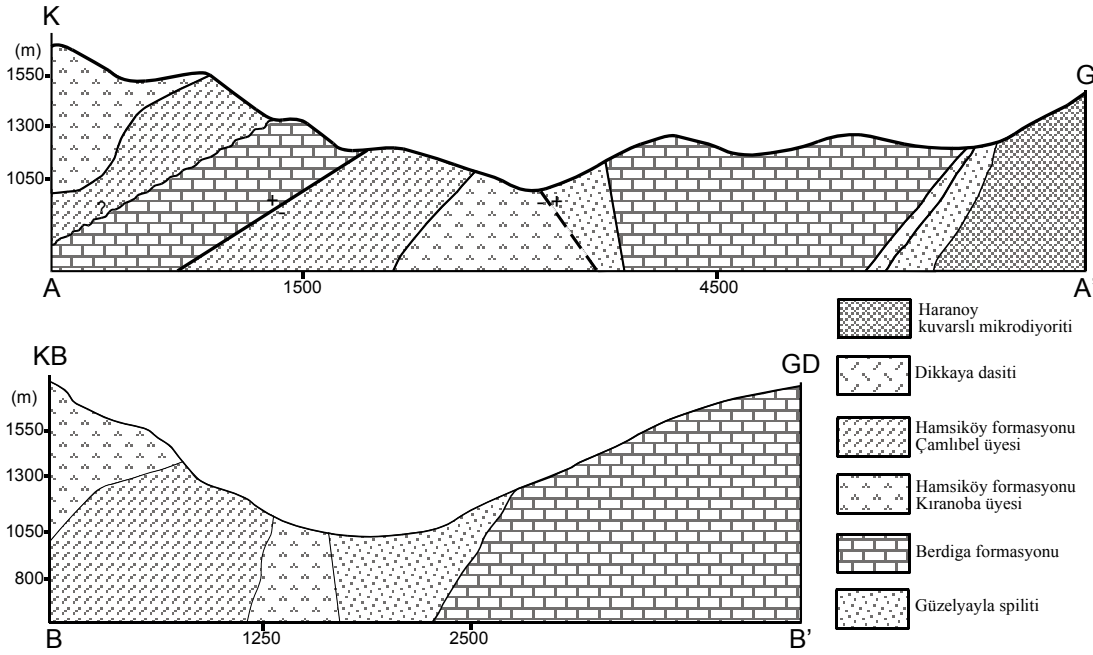 K
(m)
1550
1300
1050
G
?
+
-
-
+
A
1500
4500
A'
KB
(m)
1550
1300
1050
800
GD
B
1250
2500
B'
Haranoy
kuvarslı mikrodiyoriti
Dikkaya dasiti
Hamsiköy formasyonu
Çamlıbel üyesi
Hamsiköy formasyonu
Kıranoba üyesi
Berdiga formasyonu
Güzelyayla spiliti